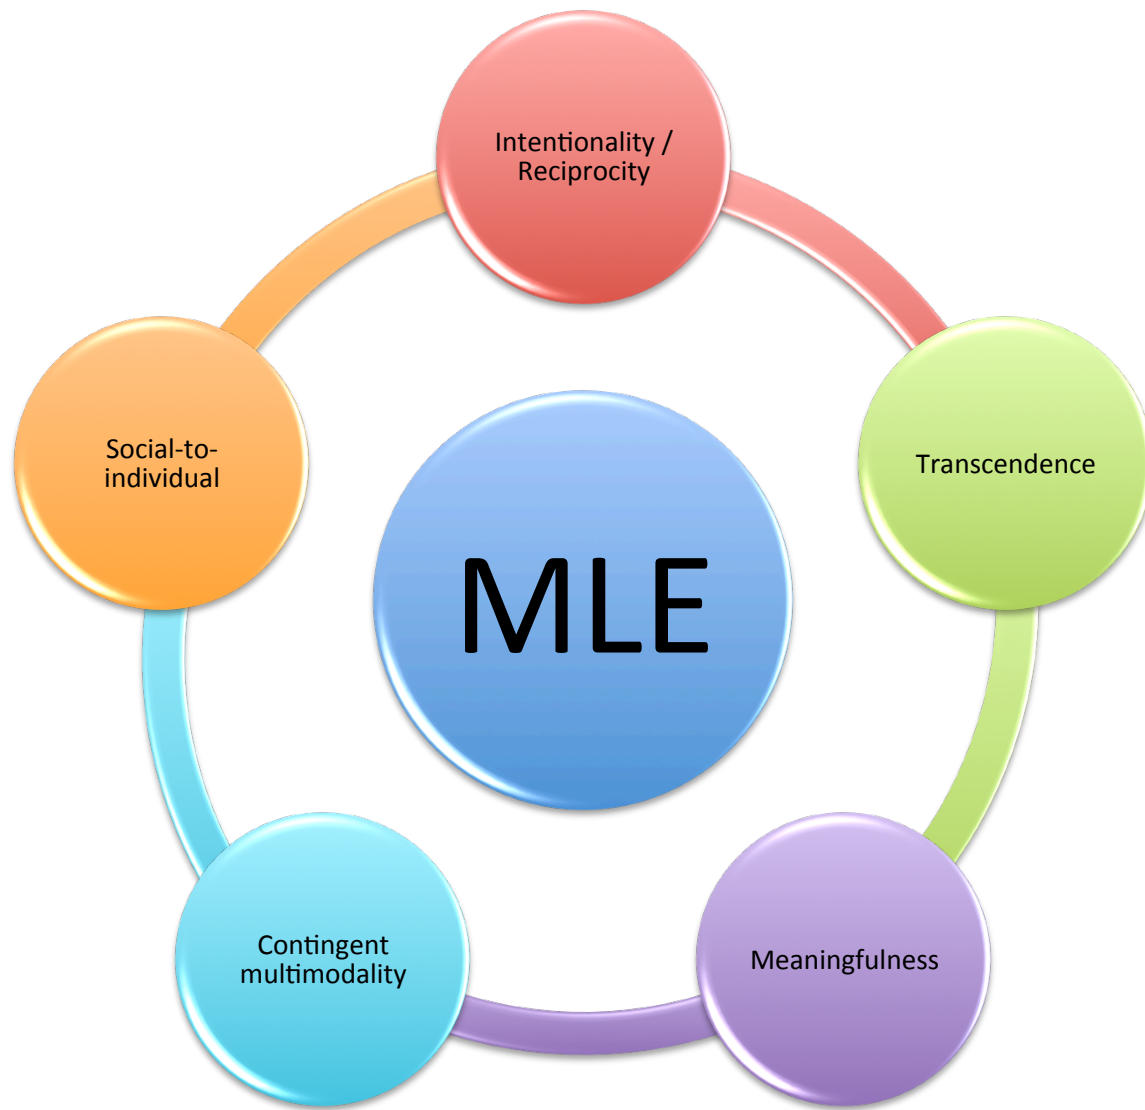 Intentionality /
Reciprocity
Transcendence
Meaningfulness
Contingent
multimodality
Social-to-
individual
MLE